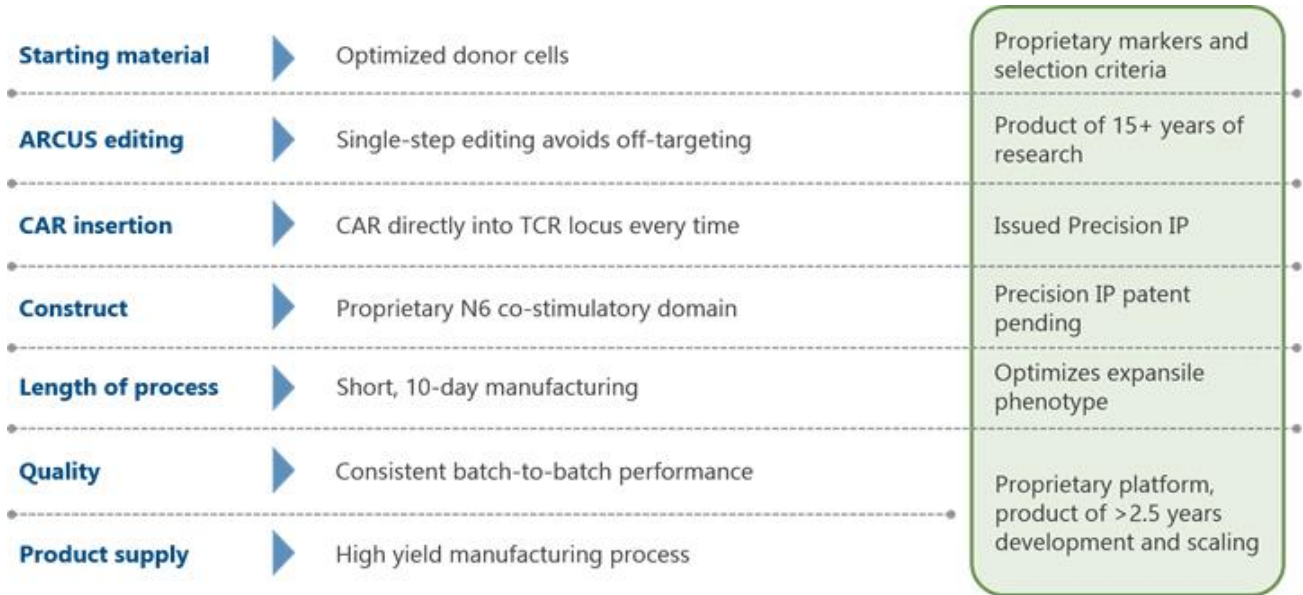 Starting material
Optimized donor cells
Proprietary markers and
selection criteria
ARCUS editing
Single-step editing avoids off-targeting
Product of 15+ years of
research
CAR insertion
CAR directly into TCR locus every time
Issued Precision IP
Construct
Proprietary N6 co-stimulatory domain
Precision IP patent
pending
Length of process
Short, 10-day manufacturing
Optimizes expansile
phenotype
Quality
Consistent batch-to-batch performance
Proprietary platform,
product of >2.5 years
development and scaling
Product supply
High yield manufacturing process